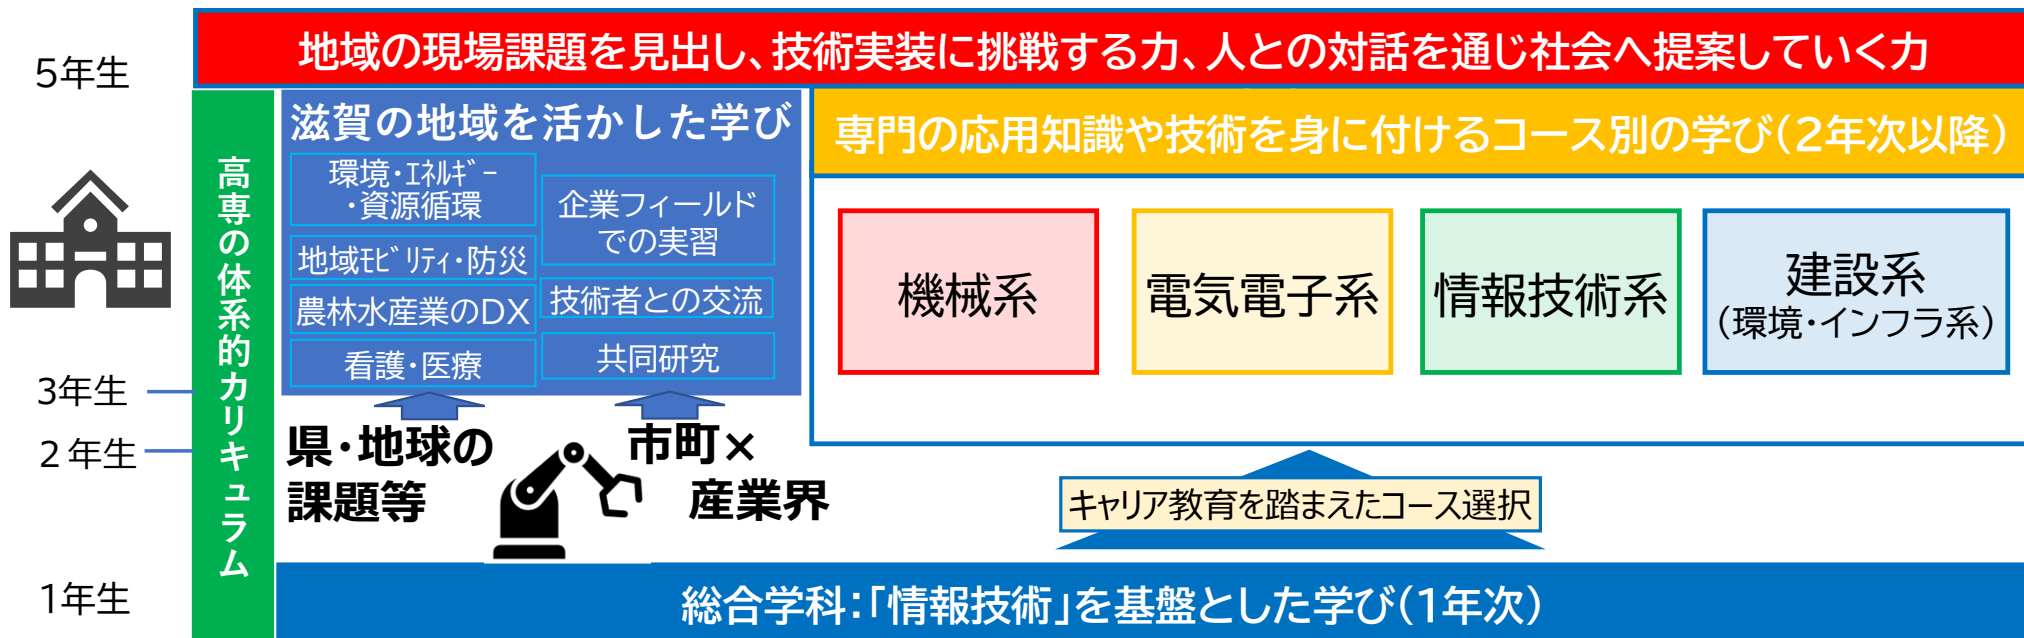 地域の現場課題を見出し、技術実装に挑戦する力、人との対話を通じ社会へ提案していく力
5年生
3年生
2年生
1年生
高専の体系的カリキュラム
滋賀の地域を活かした学び
環境・エネルギー
・資源循環
地域モビリティ・防災
農林水産業のDX
看護・医療
企業フィールド
での実習
技術者との交流
共同研究
県・地球の
課題等
市町×
産業界
専門の応用知識や技術を身に付けるコース別の学び(2年次以降)
機械系
電気電子系
情報技術系
建設系
(環境・インフラ系)
キャリア教育を踏まえたコース選択
総合学科:「情報技術」を基盤とした学び(1年次)